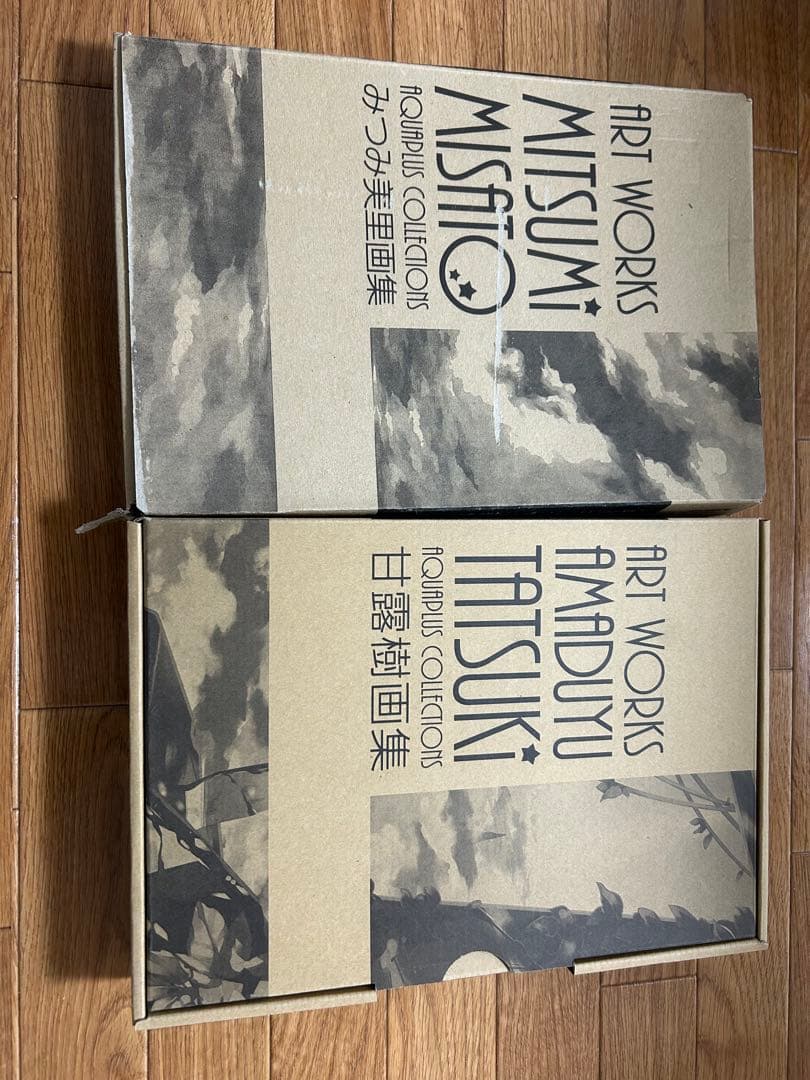 ART WORKS
MITSUMI
MISATO
AQUAPLUS COLLECTIONS
みつみ美里画集
ART WORKS
AMADUYU
TATSUKI
AQUAPLUS COLLECTIONS
甘露樹画集